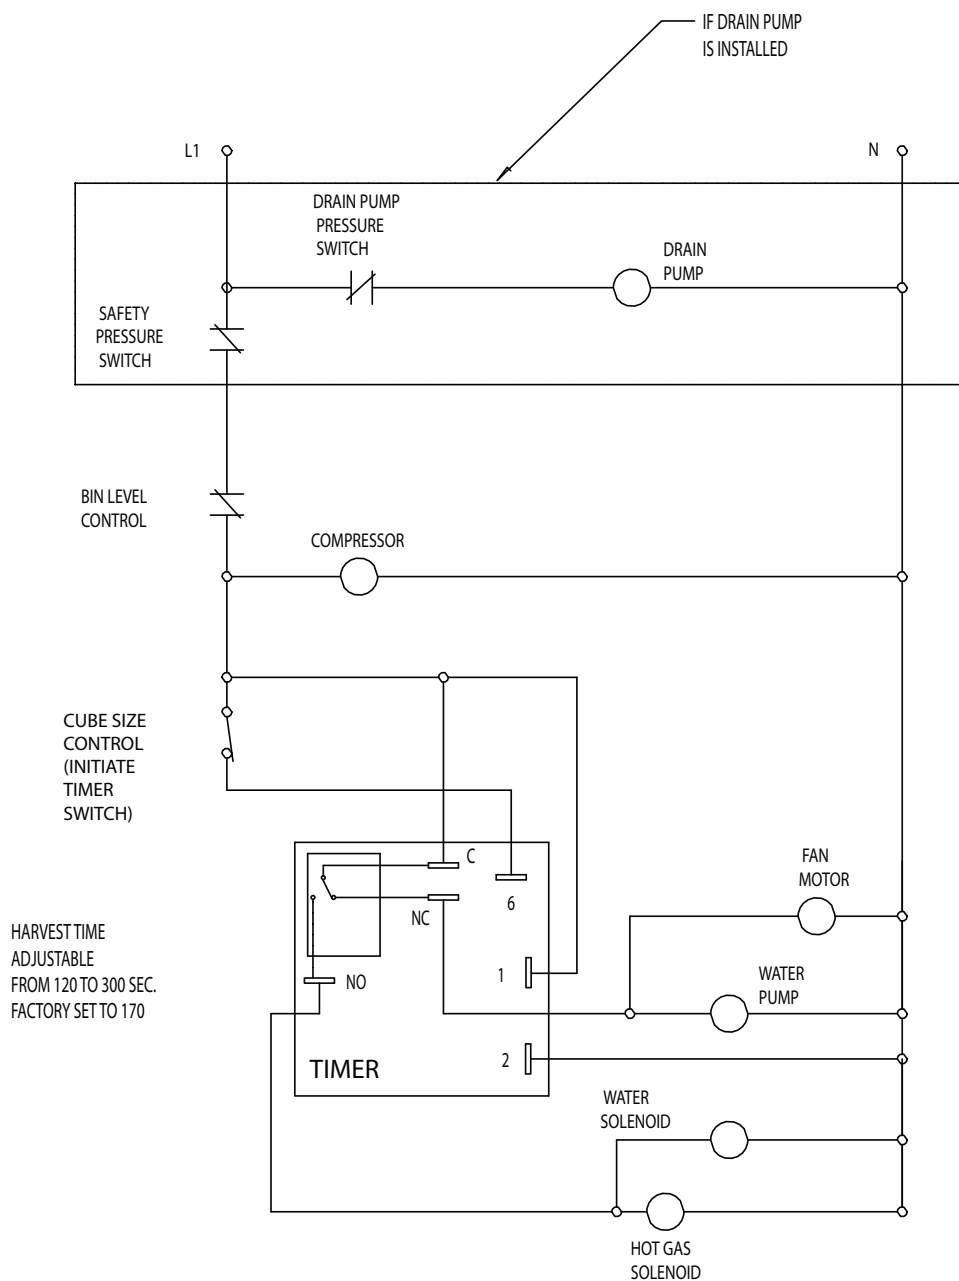 IF DRAIN PUMP
IS INSTALLED
L1
N
DRAIN PUMP
PRESSURE
SWITCH
DRAIN
PUMP
SAFETY
PRESSURE
SWITCH
BIN LEVEL
CONTROL
COMPRESSOR
CUBE SIZE
CONTROL
(INITIATE
TIMER
SWITCH)
C
6
NC
1
NO
2
TIMER
FAN
MOTOR
HARVEST TIME
ADJUSTABLE
FROM 120 TO 300 SEC.
FACTORY SET TO 170
WATER
PUMP
WATER
SOLENOID
HOT GAS
SOLENOID